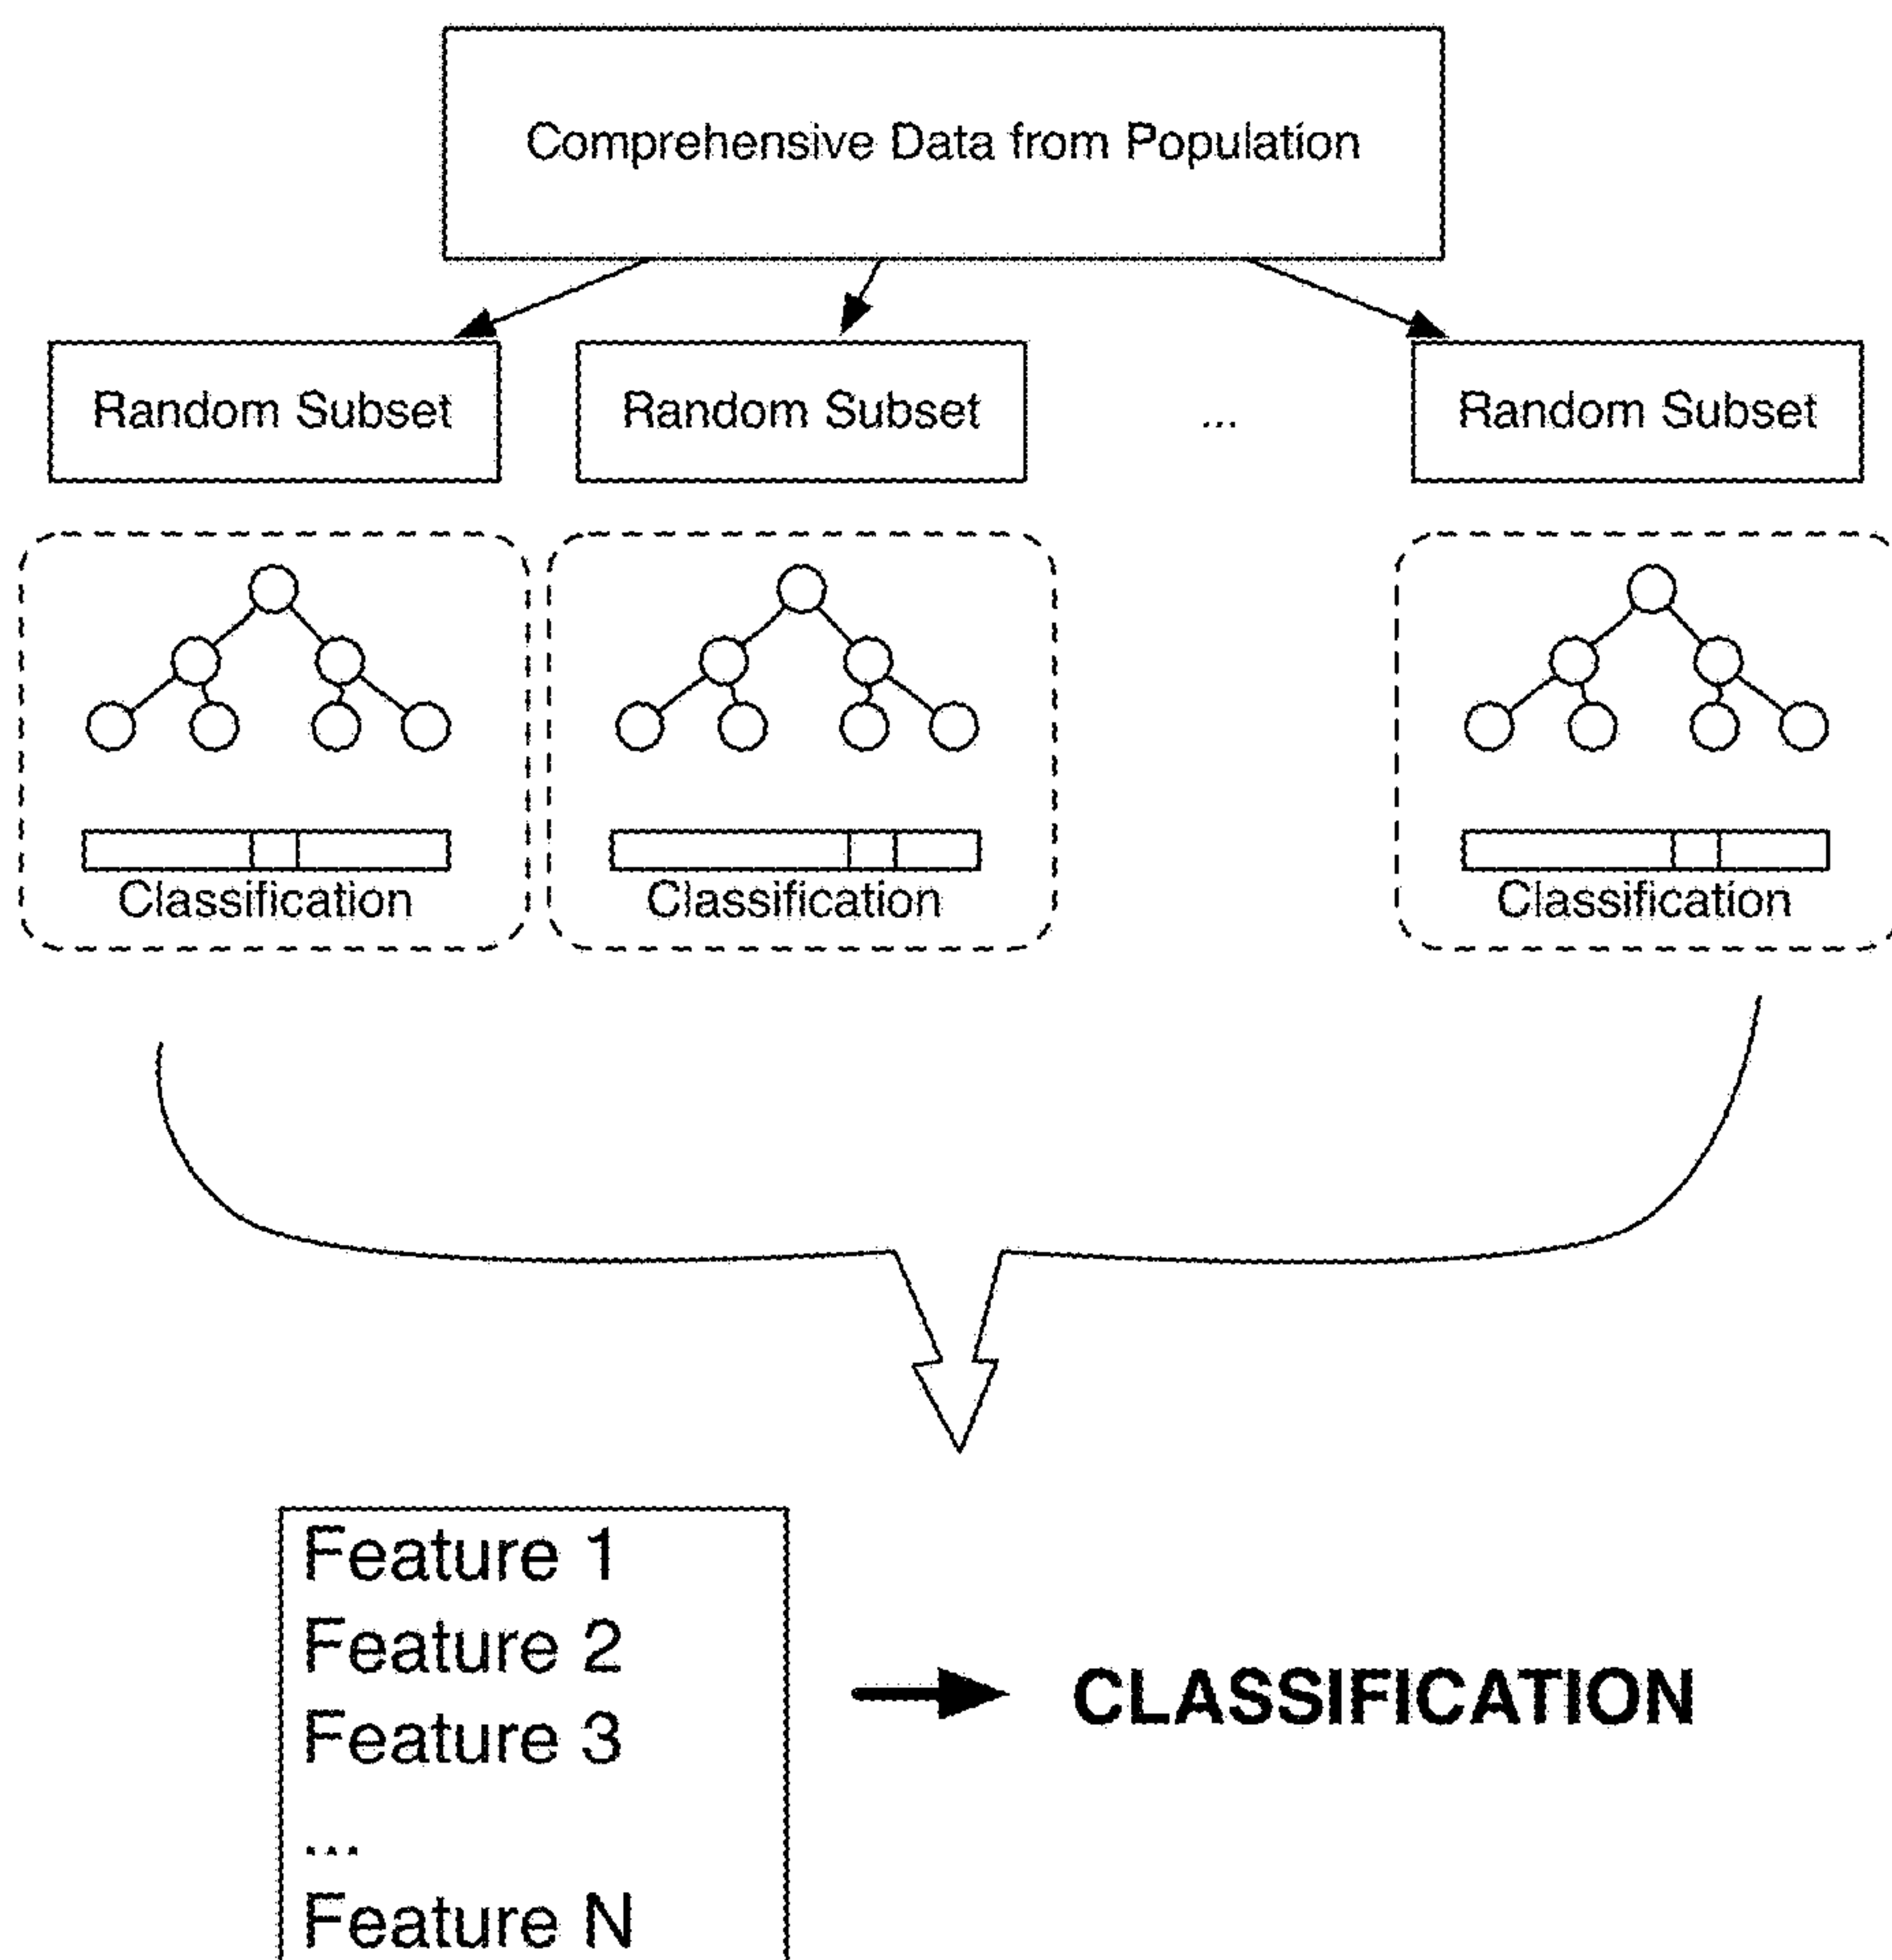 Comprehensive Data from Population
Random Subset
Random Subset
...
Random Subset
Classification
Classification
Classification
Feature 1
Feature 2
Feature 3
...
Feature N
CLASSIFICATION